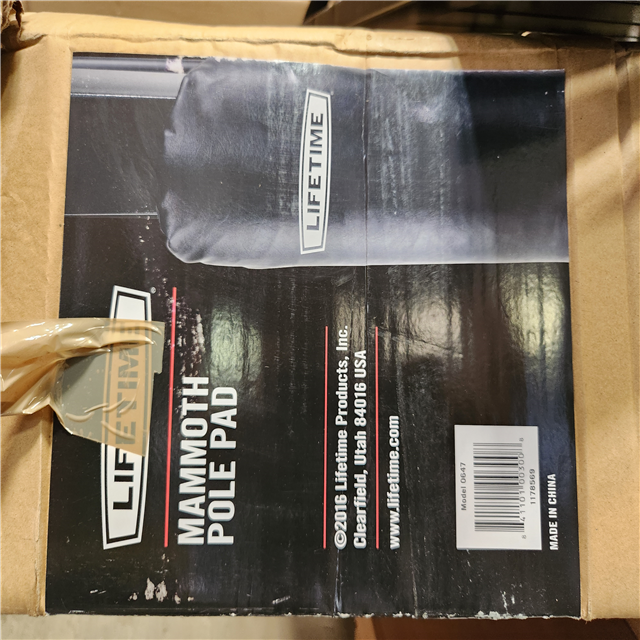 LIFETIME
LIFETIME
MAMMOTH
POLE PAD
©2016 Lifetime Products, Inc.
Clearfield, Utah 84016 USA
www.lifetime.com
Model 0647
1178569
MADE IN CHINA